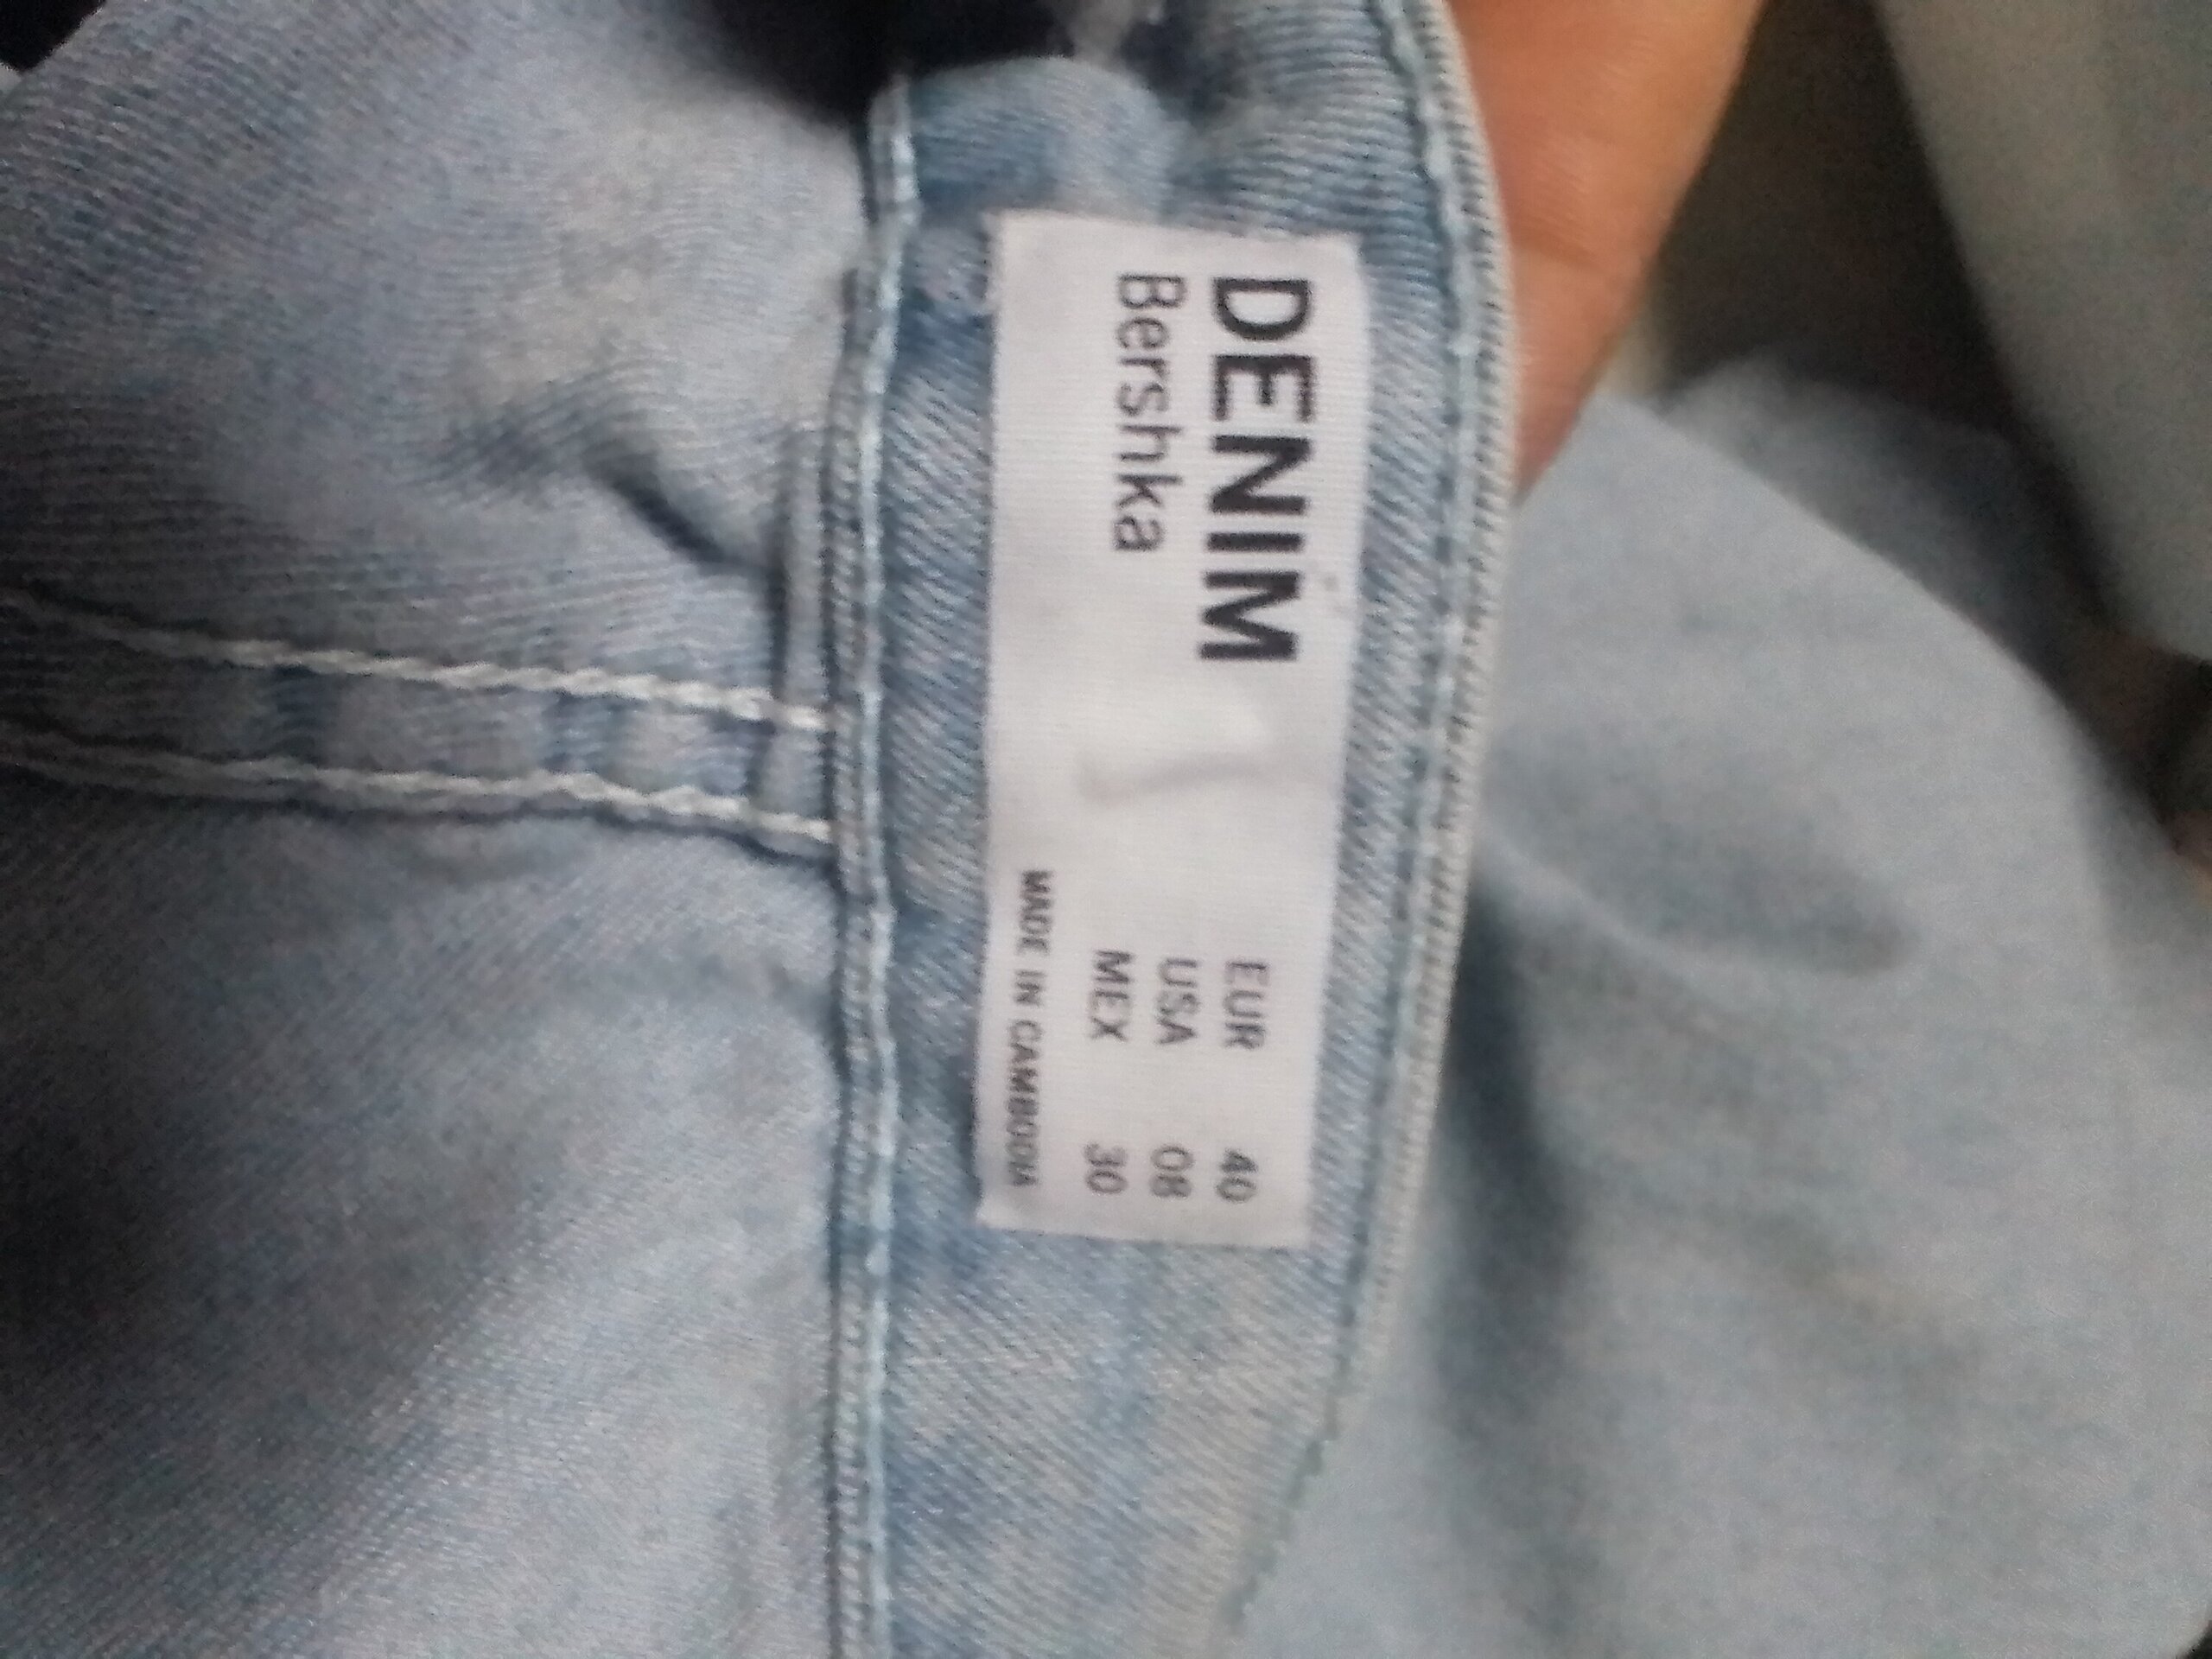 DENIM
Bershka
EUR 40
USA 08
MEX 30
MADE IN CAMBODIA